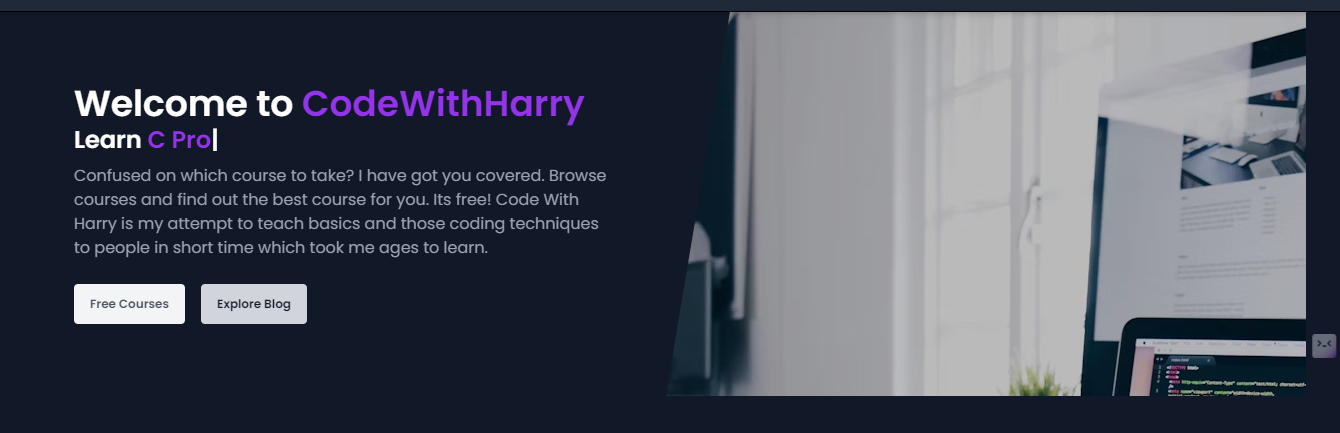 Welcome to CodeWithHarry
Learn C Pro|
Confused on which course to take? I have got you covered. Browse
courses and find out the best course for you. Its free! Code With
Harry is my attempt to teach basics and those coding techniques
to people in short time which took me ages to learn.
Free Courses
Explore Blog